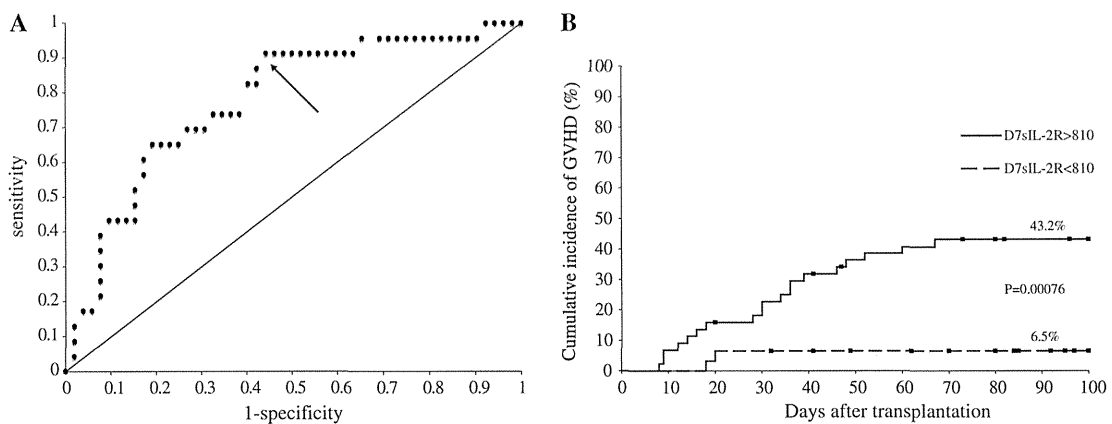 A
sensitivity
1
0.9
0.8
0.7
0.6
0.5
0.4
0.3
0.2
0.1
0
0 0.1 0.2 0.3 0.4 0.5 0.6 0.7 0.8 0.9 1
1-specificity
B
Cumulative incidence of GVHD (%)
100
90
80
70
60
50
40
30
20
10
0
0 10 20 30 40 50 60 70 80 90 100
Days after transplantation
D7sIL-2R>810
D7sIL-2R<810
43.2%
P=0.00076
6.5%